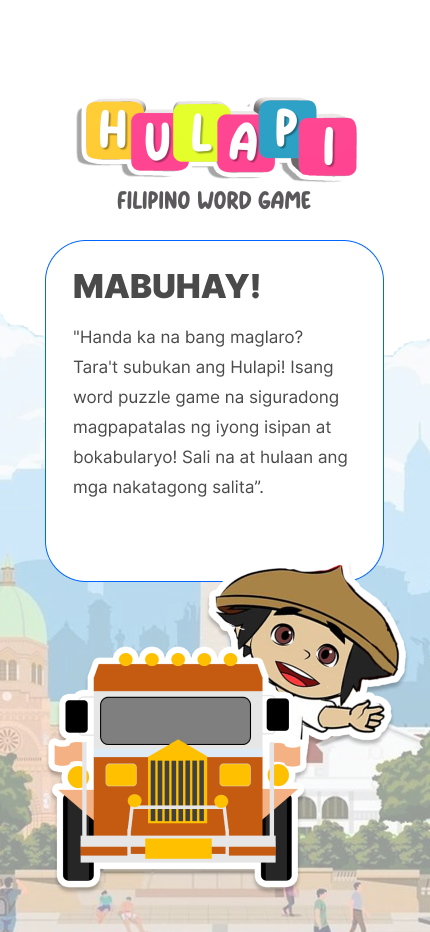 HULAPI
FILIPINO WORD GAME
MABUHAY!
"Handa ka na bang maglaro?
Tara't subukan ang Hulapi! Isang
word puzzle game na siguradong
magpapatalas ng iyong isipan at
bokabularyo! Sali na at hulaan ang
mga nakatagong salita”.